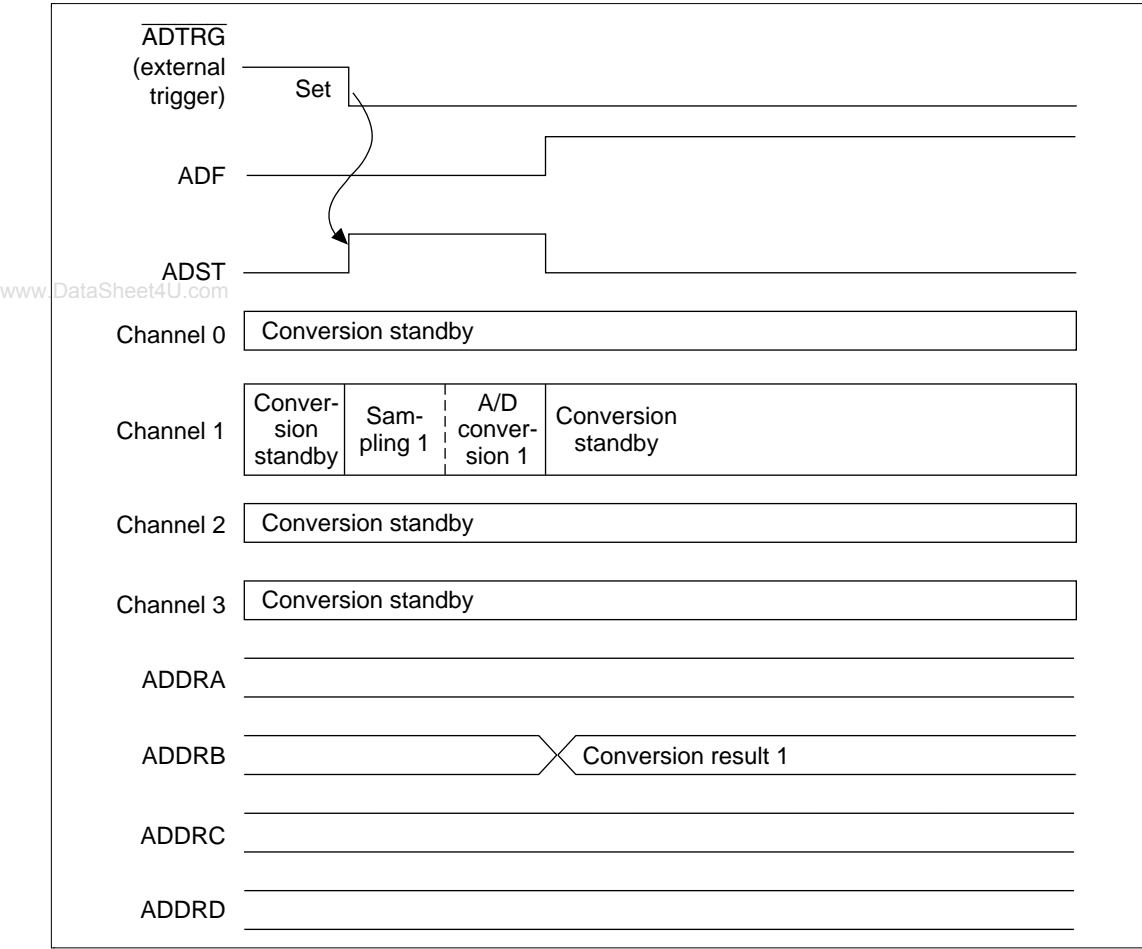 ADTRG
(external
trigger)
Set
ADF
ADST
www.DataSheet4U.com
Channel 0
Conversion standby
Channel 1
Conver-
sion
standby
Sam-
pling 1
A/D
conver-
sion 1
Conversion
standby
Channel 2
Conversion standby
Channel 3
Conversion standby
ADDRA
ADDRB
Conversion result 1
ADDRC
ADDRD